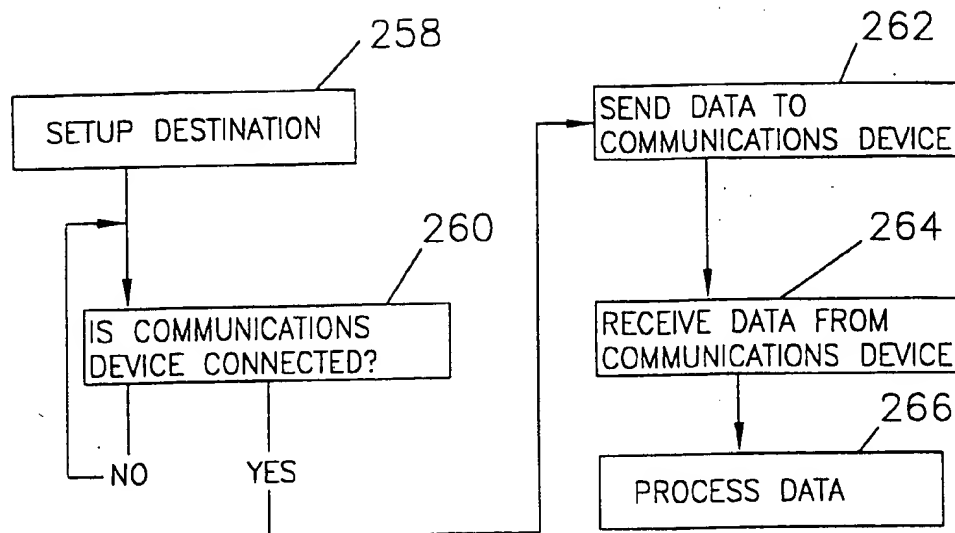 258
SETUP DESTINATION
260
IS COMMUNICATIONS
DEVICE CONNECTED?
NO
YES
262
SEND DATA TO
COMMUNICATIONS DEVICE
264
RECEIVE DATA FROM
COMMUNICATIONS DEVICE
266
PROCESS DATA